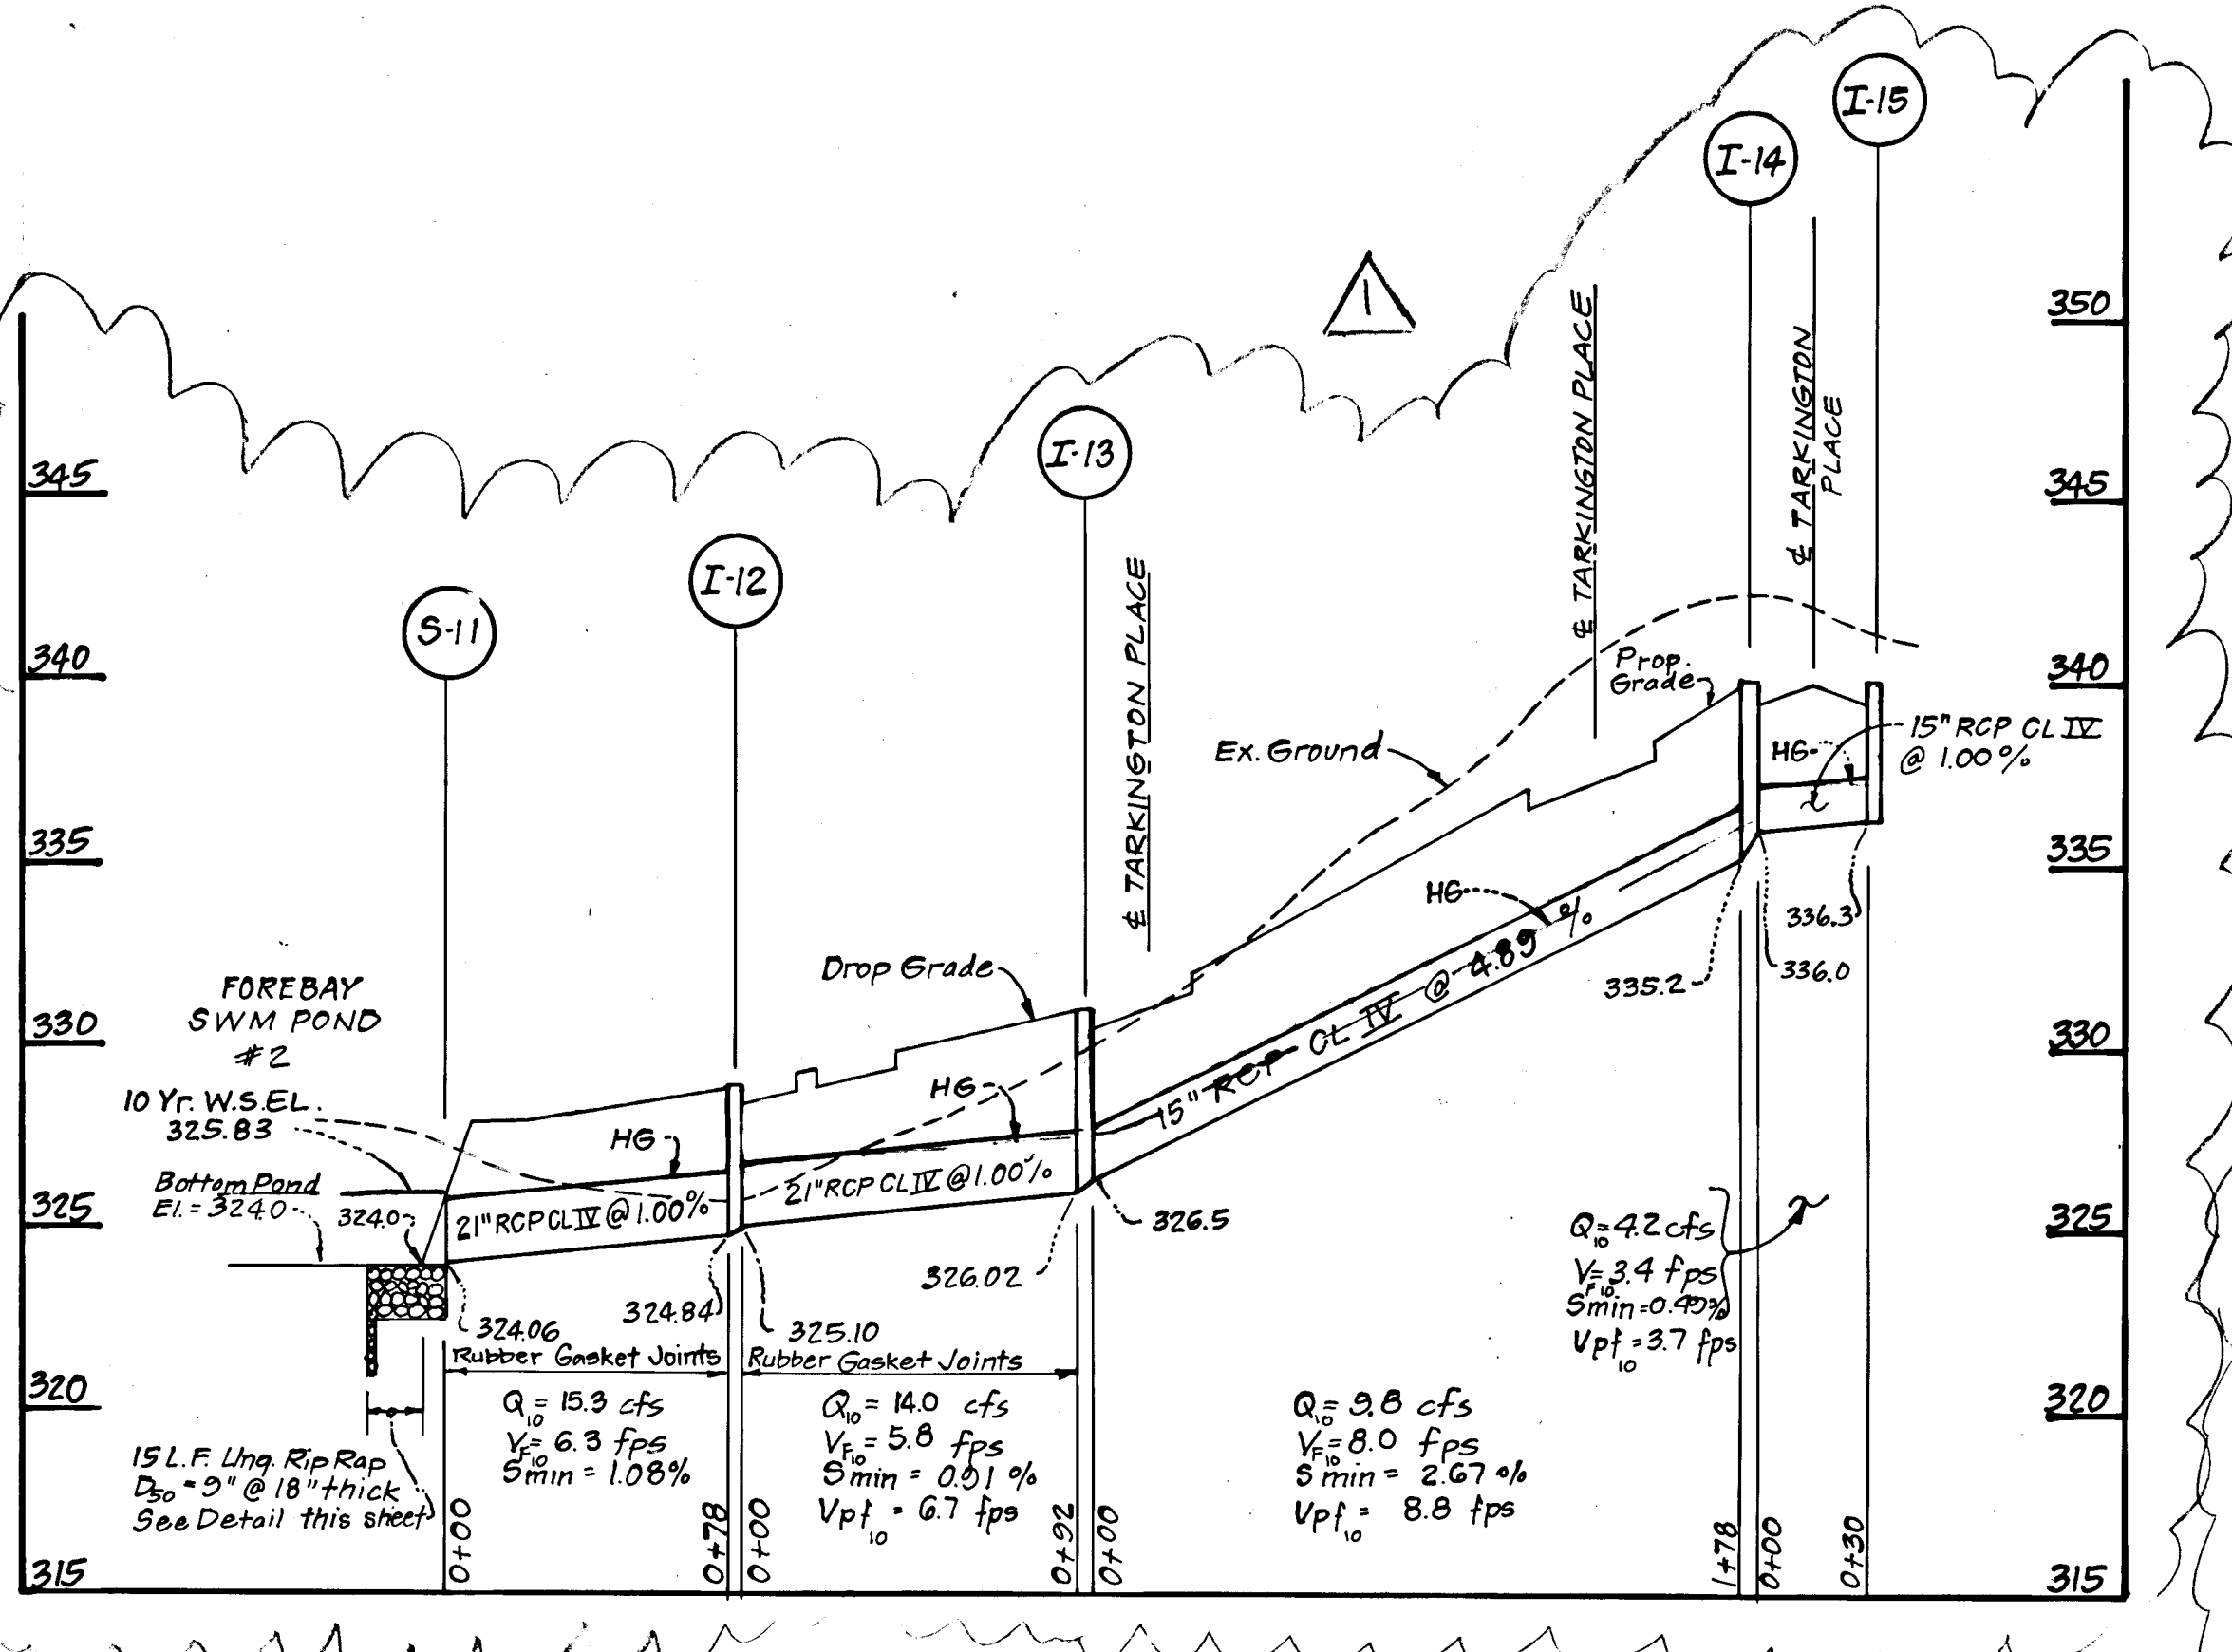 I-15
I-14
1
350
345
345
I-13
₵ TARKINGTON PLACE
₵ TARKINGTON
PLACE
I-12
S-11
₵ TARKINGTON PLACE
340
340
Prop.
Grade
Ex. Ground
HG
15" RCP CL IV
@ 1.00%
335
335
HG
336.3
336.0
335.2
15" RCP CL IV @ 4.89 %
Drop Grade
FOREBAY
SWM POND
#2
330
330
10 Yr. W.S.EL.
325.83
HG
HG
Bottom Pond
El. = 324.0
324.0
325
325
21" RCP CL IV @ 1.00%
21" RCP CL IV @ 1.00%
326.5
326.02
324.84
324.06
325.10
Q10 = 4.2 cfs
VF10 = 3.4 fps
Smin = 0.49%
Vpf10 = 3.7 fps
Rubber Gasket Joints
Rubber Gasket Joints
320
320
Q10 = 15.3 cfs
VF10 = 6.3 fps
Smin = 1.08%
Q10 = 14.0 cfs
VF10 = 5.8 fps
Smin = 0.91 %
Vpf10 = 6.7 fps
Q10 = 9.8 cfs
VF10 = 8.0 fps
Smin = 2.67 %
Vpf10 = 8.8 fps
15 L.F. Ung. Rip Rap
D50 = 9" @ 18" thick
See Detail this sheet
0+00
0+78
0+00
0+92
0+00
1+78
0+00
0+30
315
315